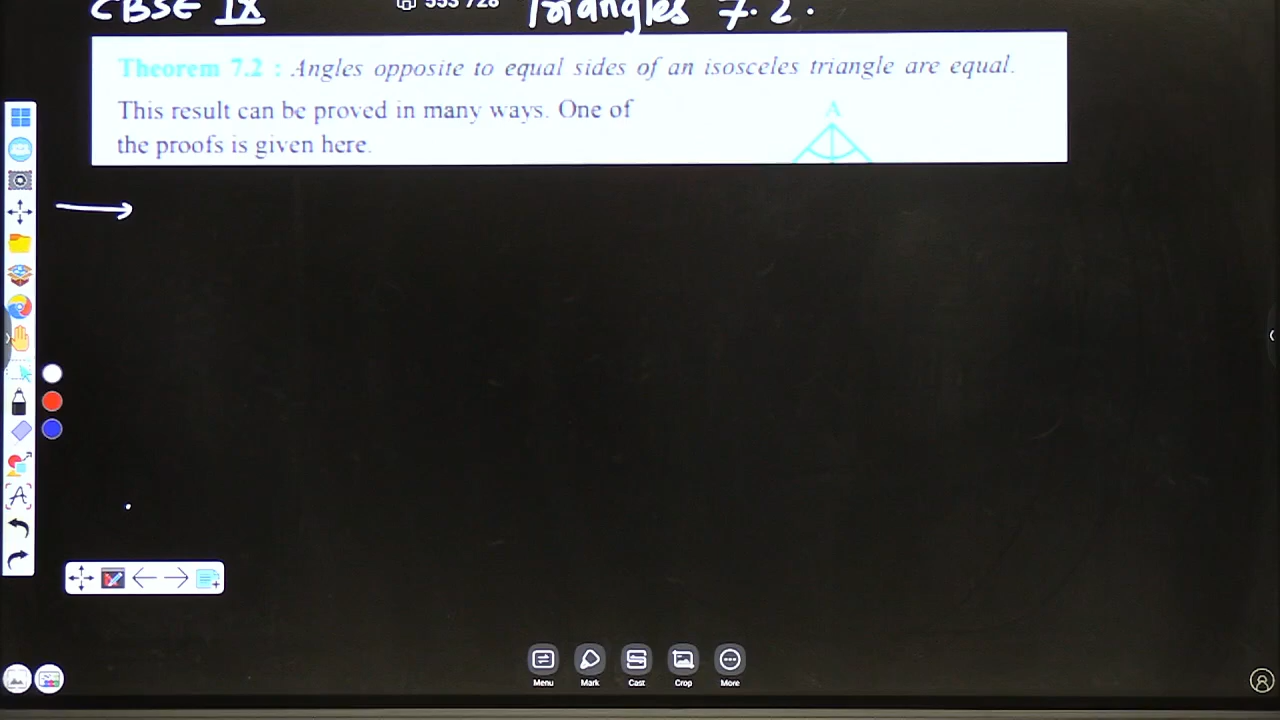 CBSE IX 553 728 Triangles 7.2.
Theorem 7.2 : Angles opposite to equal sides of an isosceles triangle are equal.
This result can be proved in many ways. One of
the proofs is given here.
A
A
Menu Mark Cast Crop More